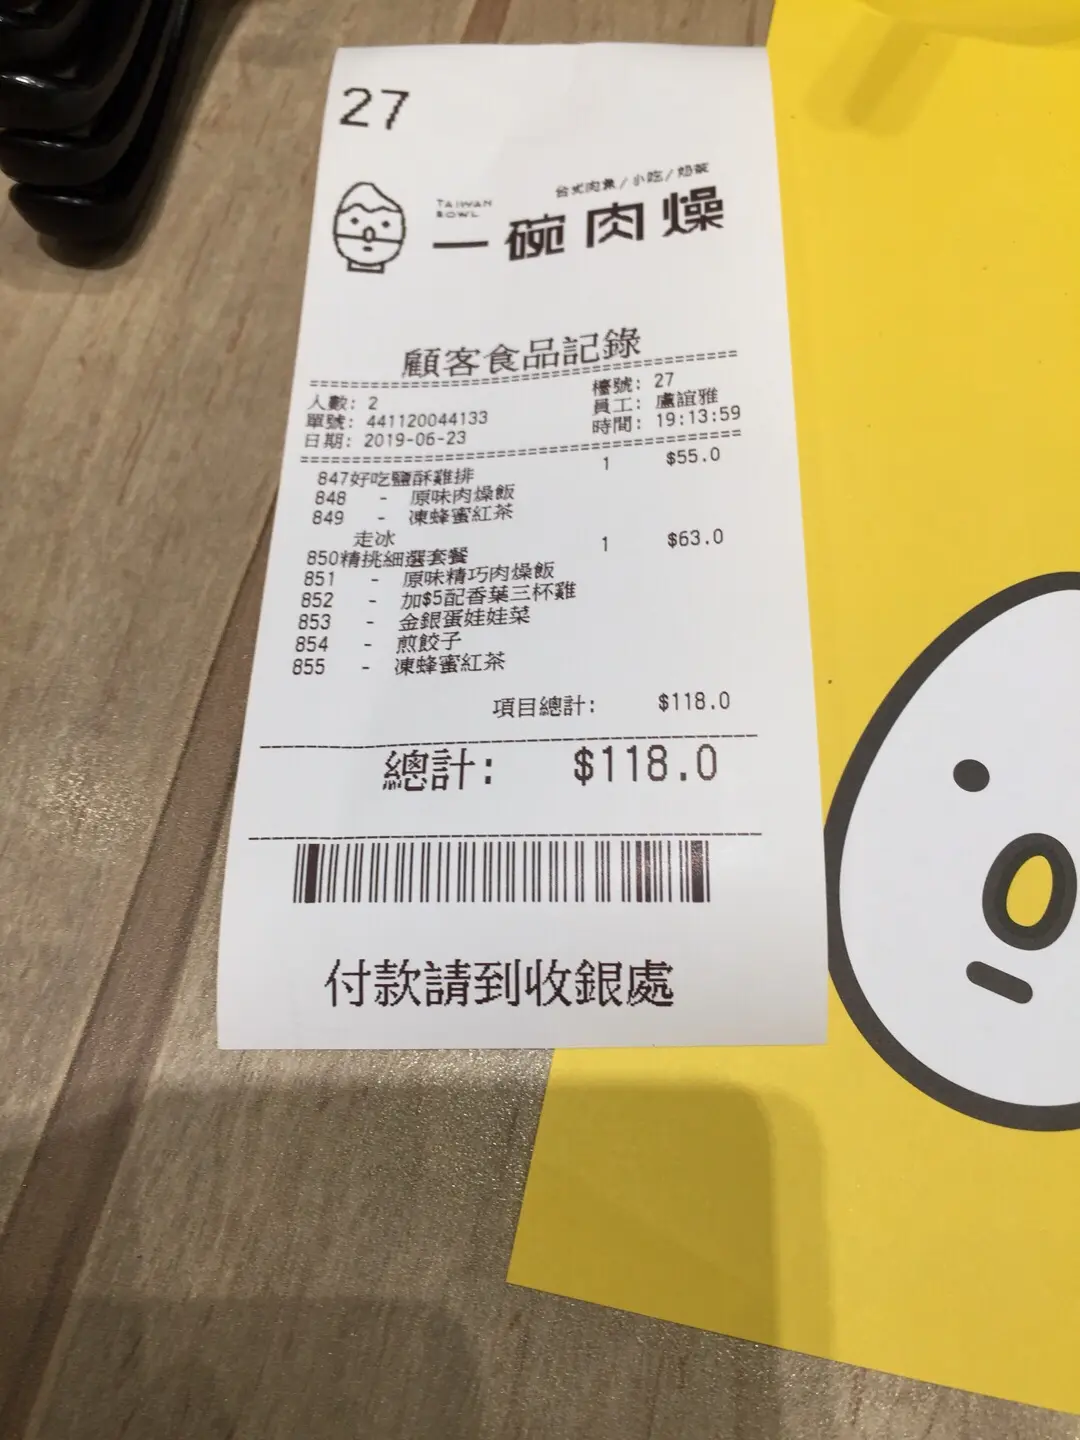 27
台式肉燥/小吃/奶茶
TAIWAN
BOWL
一碗肉燥
顧客食品記錄
人數: 2 檯號: 27
單號: 441120044133 員工: 盧誼雅
日期: 2019-06-23 時間: 19:13:59
847好吃鹽酥雞排 1 $55.0
848 - 原味肉燥飯
849 - 凍蜂蜜紅茶
走冰
850精挑細選套餐 1 $63.0
851 - 原味精巧肉燥飯
852 - 加$5配香葉三杯雞
853 - 金銀蛋娃娃菜
854 - 煎餃子
855 - 凍蜂蜜紅茶
項目總計: $118.0
總計: $118.0
付款請到收銀處